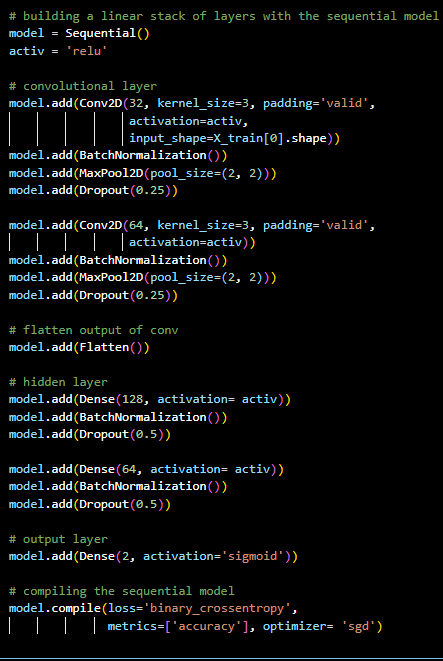 # building a linear stack of layers with the sequential model
model = Sequential()
activ = 'relu'
# convolutional layer
model.add(Conv2D(32, kernel_size=3, padding='valid',
activation=activ,
input_shape=X_train[0].shape))
model.add(BatchNormalization())
model.add(MaxPool2D(pool_size=(2, 2)))
model.add(Dropout(0.25))
model.add(Conv2D(64, kernel_size=3, padding='valid',
activation=activ))
model.add(BatchNormalization())
model.add(MaxPool2D(pool_size=(2, 2)))
model.add(Dropout(0.25))
# flatten output of conv
model.add(Flatten())
# hidden layer
model.add(Dense(128, activation= activ))
model.add(BatchNormalization())
model.add(Dropout(0.5))
model.add(Dense(64, activation= activ))
model.add(BatchNormalization())
model.add(Dropout(0.5))
# output layer
model.add(Dense(2, activation='sigmoid'))
# compiling the sequential model
model.compile(loss='binary_crossentropy',
metrics=['accuracy'], optimizer= 'sgd')